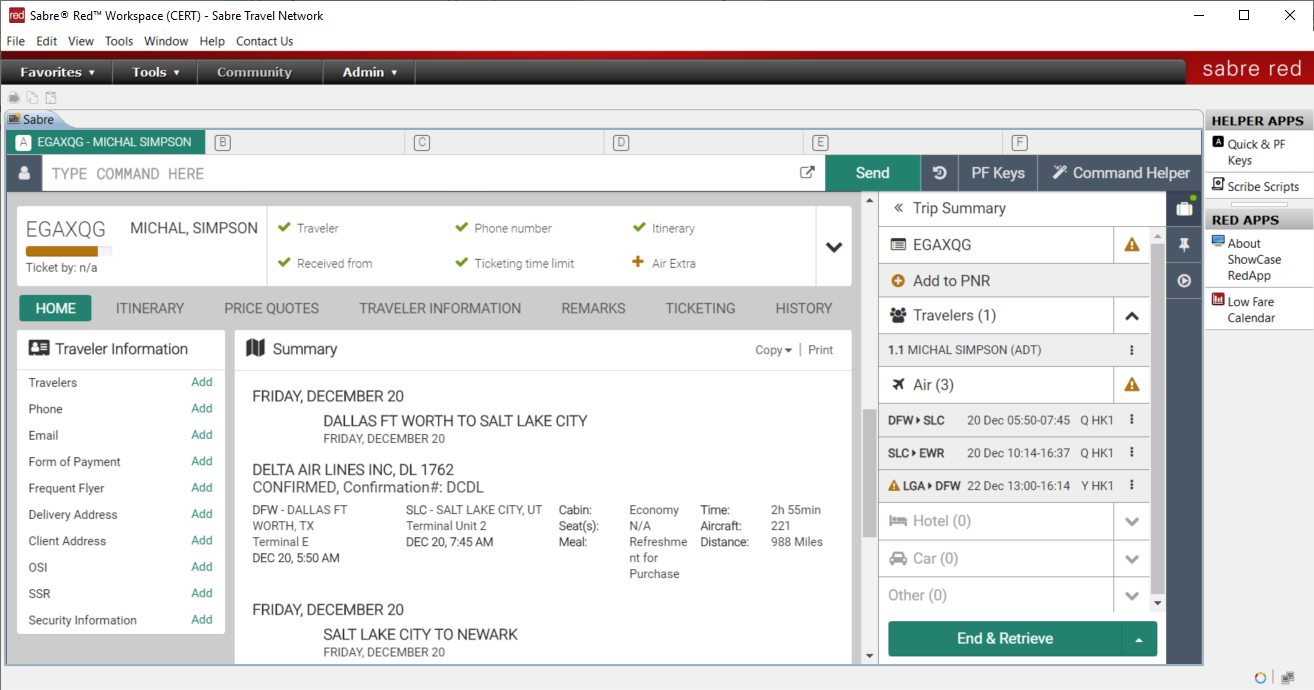 red Sabre® Red™ Workspace (CERT) - Sabre Travel Network
File Edit View Tools Window Help Contact Us
Favorites Tools Community Admin sabre red
Sabre
A EGAXQG - MICHAL SIMPSON B C D E F
TYPE COMMAND HERE Send PF Keys Command Helper
EGAXQG MICHAL, SIMPSON
Ticket by: n/a
Traveler Phone number Itinerary
Received from Ticketing time limit Air Extra
HOME ITINERARY PRICE QUOTES TRAVELER INFORMATION REMARKS TICKETING HISTORY
Traveler Information
Travelers Add
Phone Add
Email Add
Form of Payment Add
Frequent Flyer Add
Delivery Address Add
Client Address Add
OSI Add
SSR Add
Security Information Add
Summary Copy | Print
FRIDAY, DECEMBER 20
DALLAS FT WORTH TO SALT LAKE CITY
FRIDAY, DECEMBER 20
DELTA AIR LINES INC, DL 1762
CONFIRMED, Confirmation#: DCDL
DFW - DALLAS FT
WORTH, TX
Terminal E
DEC 20, 5:50 AM
SLC - SALT LAKE CITY, UT
Terminal Unit 2
DEC 20, 7:45 AM
Cabin: Economy
Seat(s): N/A
Meal: Refreshme
nt for
Purchase
Time: 2h 55min
Aircraft: 221
Distance: 988 Miles
FRIDAY, DECEMBER 20
SALT LAKE CITY TO NEWARK
FRIDAY, DECEMBER 20
« Trip Summary
EGAXQG
Add to PNR
Travelers (1)
1.1 MICHAL SIMPSON (ADT)
Air (3)
DFW SLC 20 Dec 05:50-07:45 Q HK1
SLC EWR 20 Dec 10:14-16:37 Q HK1
LGA DFW 22 Dec 13:00-16:14 Y HK1
Hotel (0)
Car (0)
Other (0)
End & Retrieve
HELPER APPS
A Quick & PF
Keys
Scribe Scripts
RED APPS
About
ShowCase
RedApp
Low Fare
Calendar